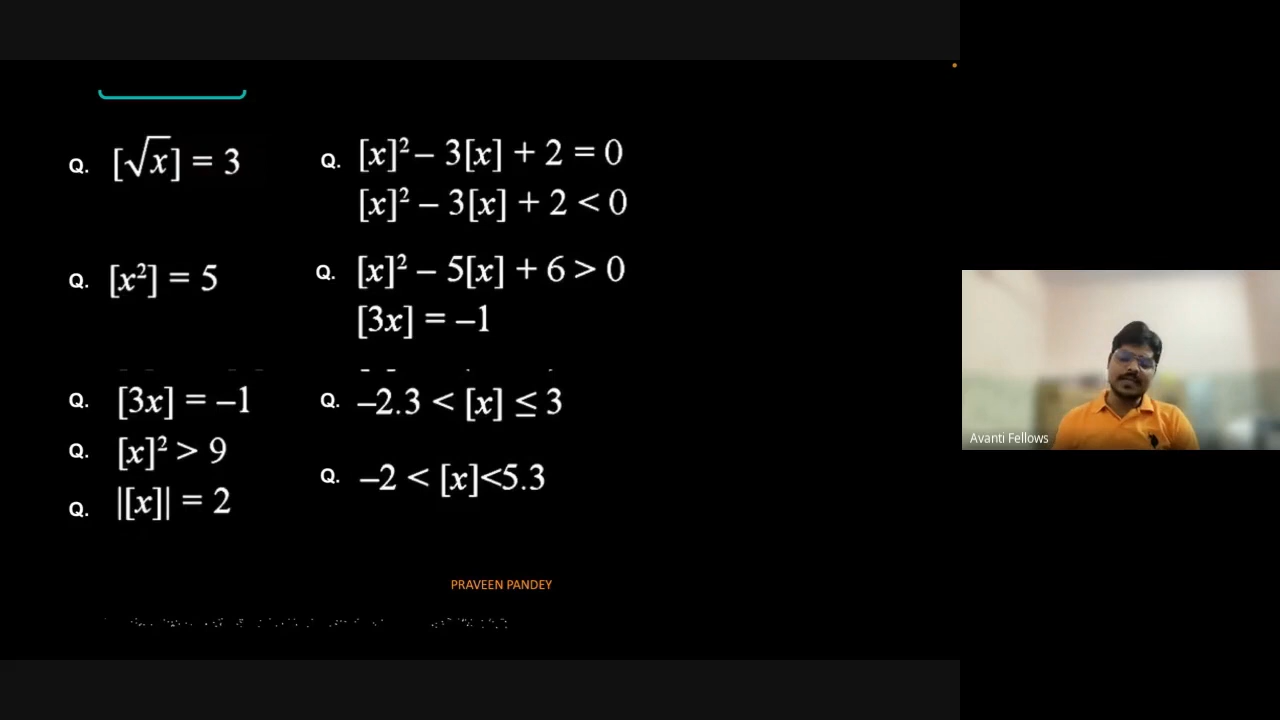 Q. [√x] = 3
Q. [x²] = 5
Q. [3x] = –1
Q. [x]² > 9
Q. |[x]| = 2
Q. [x]² – 3[x] + 2 = 0
[x]² – 3[x] + 2 < 0
Q. [x]² – 5[x] + 6 > 0
[3x] = –1
Q. –2.3 < [x] ≤ 3
Q. –2 < [x]<5.3
PRAVEEN PANDEY
Avanti Fellows